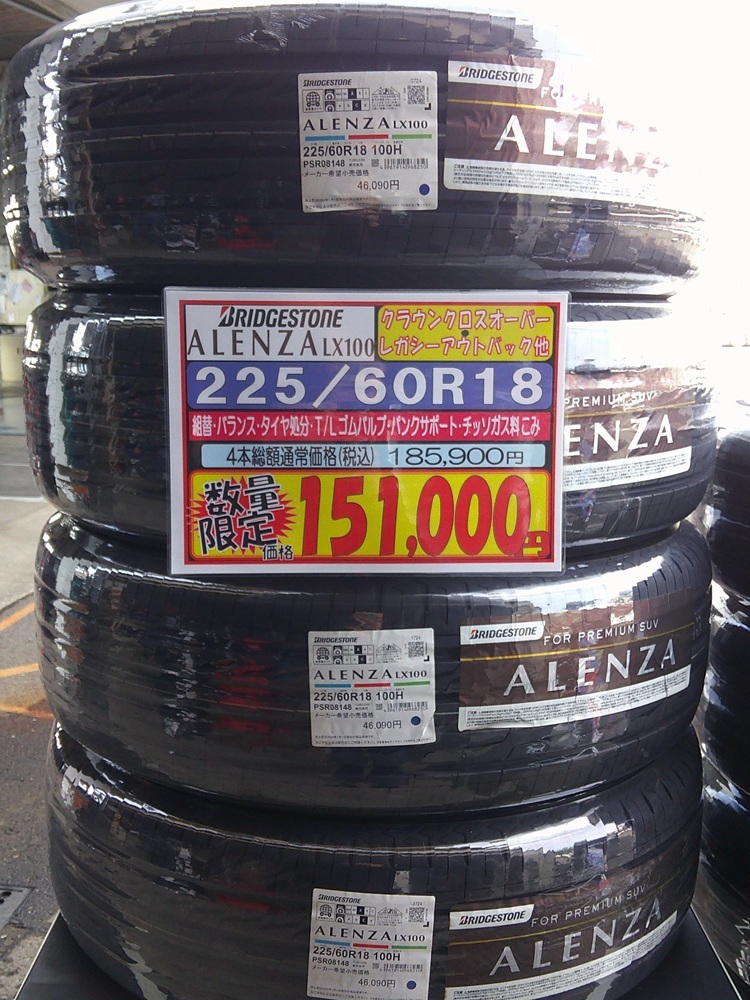 BRIDGESTONE
0724
ALENZA LX100
225/60R18 100H
PSR08148
メーカー希望小売価格
46,090円
BRIDGESTONE
ALENZA
BRIDGESTONE
ALENZA LX100
クラウンクロスオーバー
レガシーアウトバック他
225/60R18
組替・バランス・タイヤ処分・T/Lゴムバルブ・パンクサポート・チッソガス料こみ
4本総額通常価格(税込) 185,900円
数量
限定
価格
151,000円
PREMIUM SUV
ENZA
BRIDGESTONE
ALENZA LX100
225/60R18 100H
PSR08148
メーカー希望小売価格
46,090円
BRIDGESTONE
FOR PREMIUM SUV
ALENZA
BRIDGESTONE
ALENZA LX100
225/60R18 100H
PSR08148
メーカー希望小売価格
46,090円
BRIDGESTONE
FOR PREMIUM SUV
ALENZA